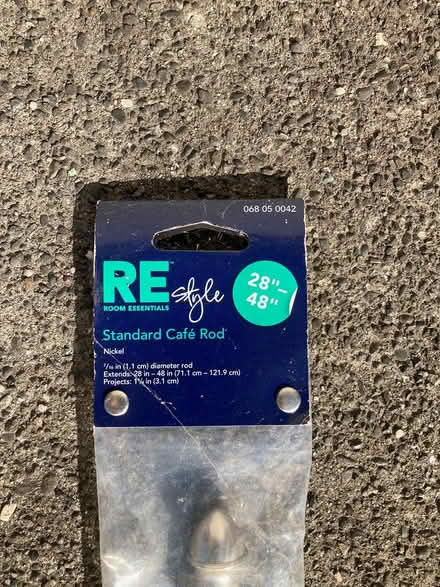 068 05 0042
RE™
ROOM ESSENTIALS
style
28"–
48"
Standard Café Rod
Nickel
7/16 in (1.1 cm) diameter rod
Extends: 28 in – 48 in (71.1 cm – 121.9 cm)
Projects: 1¼ in (3.1 cm)